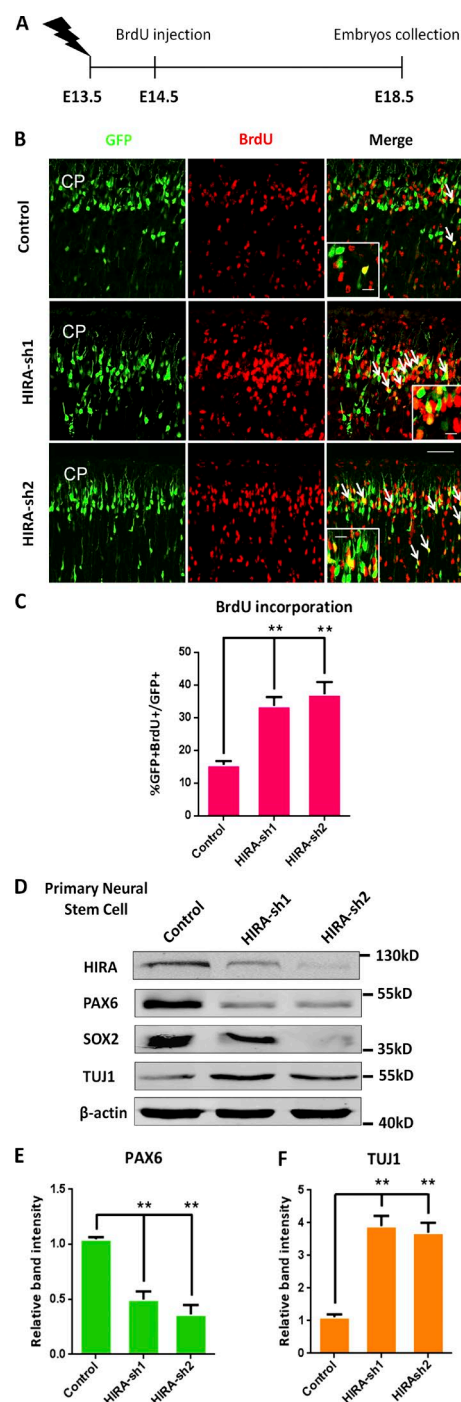 A
BrdU injection
Embryos collection
E13.5
E14.5
E18.5
B
GFP
BrdU
Merge
Control
CP
HIRA-sh1
CP
HIRA-sh2
CP
C
BrdU incorporation
%GFP+BrdU+/GFP+
50
40
30
20
10
0
**
**
Control
HIRA-sh1
HIRA-sh2
D
Primary Neural
Stem Cell
Control
HIRA-sh1
HIRA-sh2
HIRA
130kD
PAX6
55kD
SOX2
35kD
TUJ1
55kD
β-actin
40kD
E
PAX6
Relative band intensity
1.5
1.0
0.5
0.0
**
**
Control
HIRA-sh1
HIRA-sh2
F
TUJ1
Relative band intensity
5
4
3
2
1
0
**
**
Control
HIRA-sh1
HIRAsh2